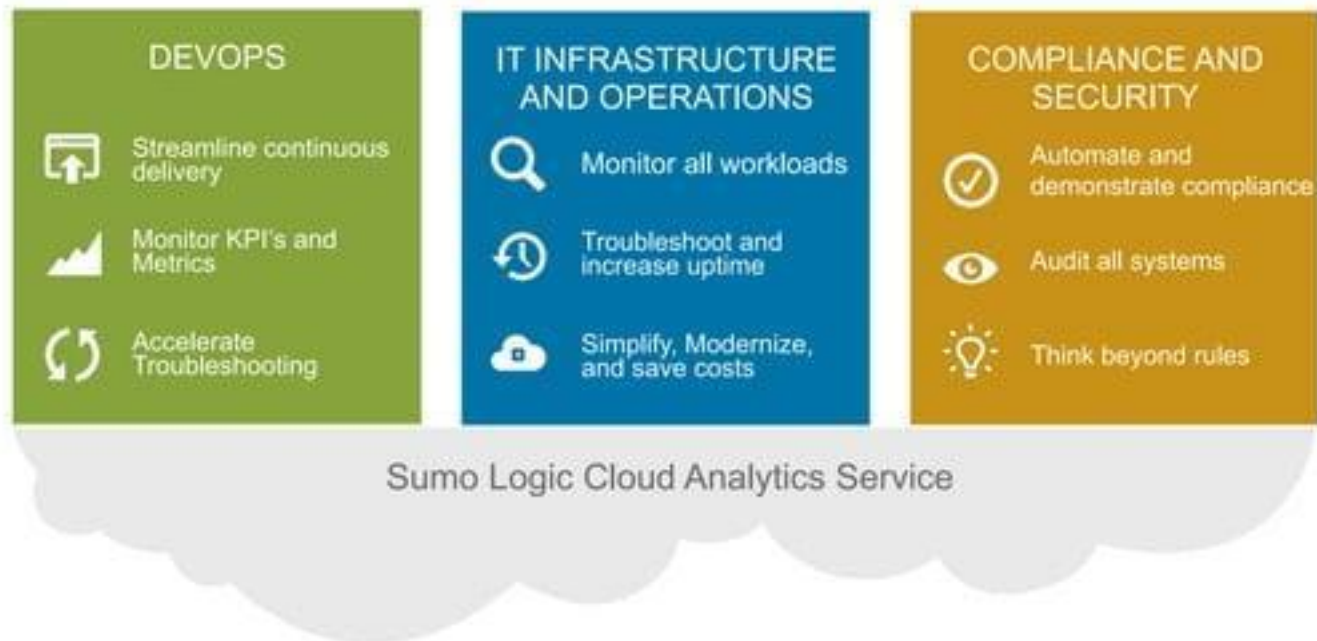 DEVOPS
Streamline continuous
delivery
Monitor KPI's and
Metrics
Accelerate
Troubleshooting
IT INFRASTRUCTURE
AND OPERATIONS
Monitor all workloads
Troubleshoot and
increase uptime
Simplify, Modernize,
and save costs
COMPLIANCE AND
SECURITY
Automate and
demonstrate compliance
Audit all systems
Think beyond rules
Sumo Logic Cloud Analytics Service